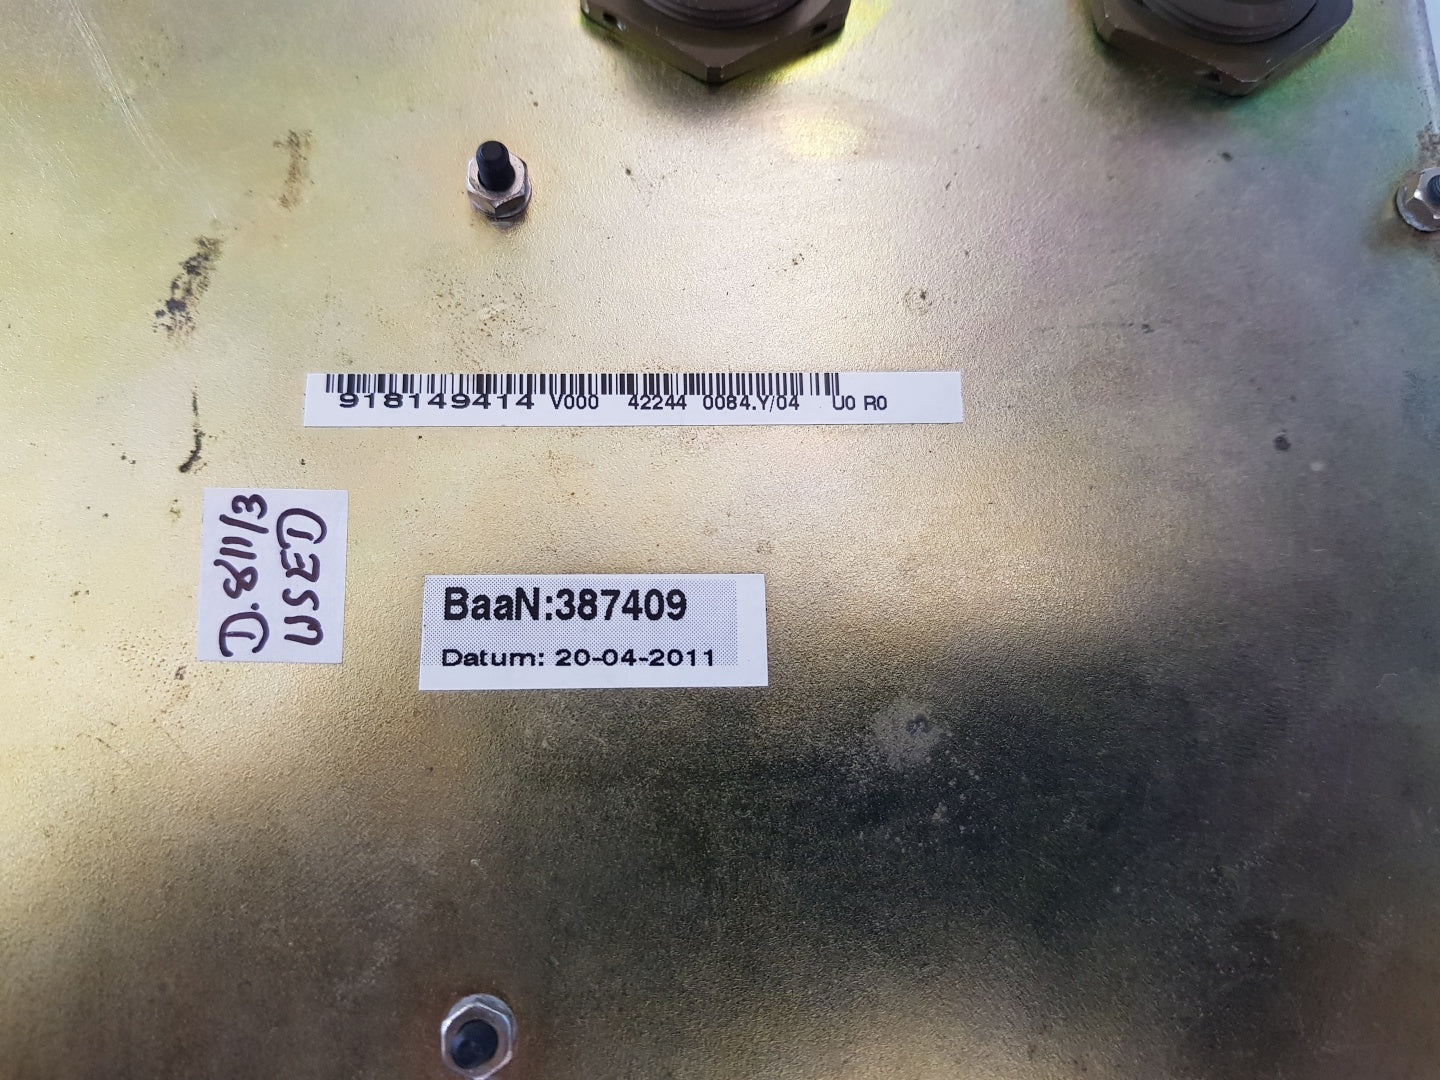 918149414 V000 42244 0084.Y/04 U0 R0
D.811/3
USED
BaaN:387409
Datum: 20-04-2011